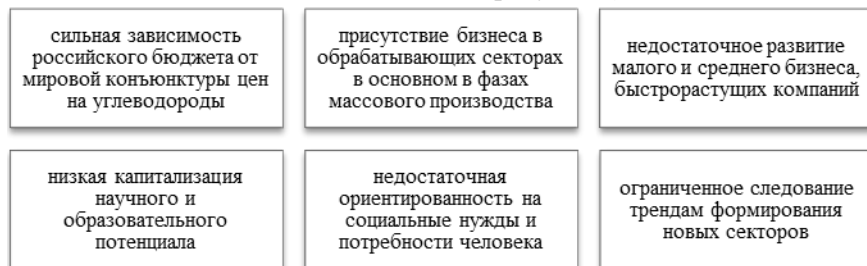 сильная зависимость
российского бюджета от
мировой конъюнктуры цен
на углеводороды
присутствие бизнеса в
обрабатывающих секторах
в основном в фазах
массового производства
недостаточное развитие
малого и среднего бизнеса,
быстрорастущих компаний
низкая капитализация
научного и
образовательного
потенциала
недостаточная
ориентированность на
социальные нужды и
потребности человека
ограниченное следование
трендам формирования
новых секторов